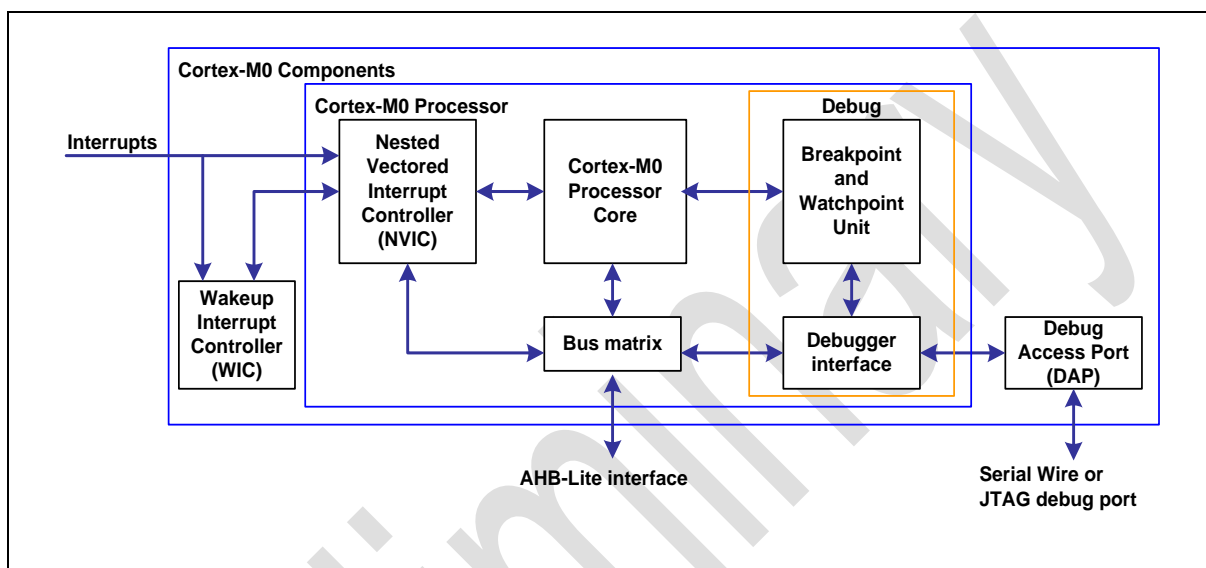 Cortex-M0 Components
Cortex-M0 Processor
Debug
Interrupts
Nested
Vectored
Interrupt
Controller
(NVIC)
Cortex-M0
Processor
Core
Breakpoint
and
Watchpoint
Unit
Wakeup
Interrupt
Controller
(WIC)
Bus matrix
Debugger
interface
Debug
Access Port
(DAP)
AHB-Lite interface
Serial Wire or
JTAG debug port